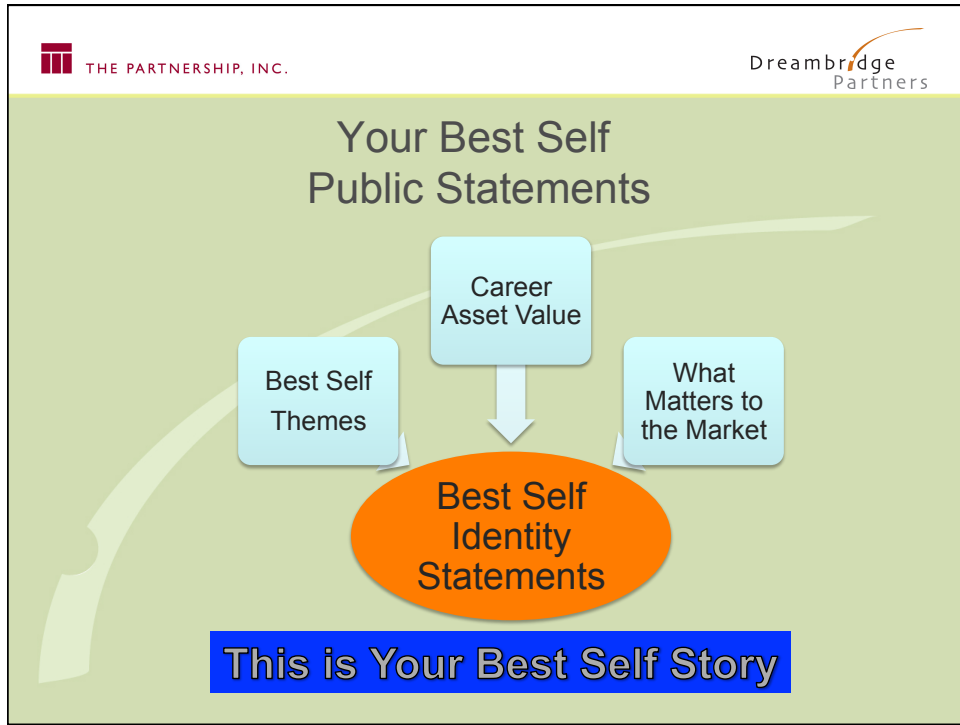 THE PARTNERSHIP, INC.
Dreambridge
Partners
Your Best Self
Public Statements
Career
Asset Value
Best Self
Themes
What
Matters to
the Market
Best Self
Identity
Statements
This is Your Best Self Story